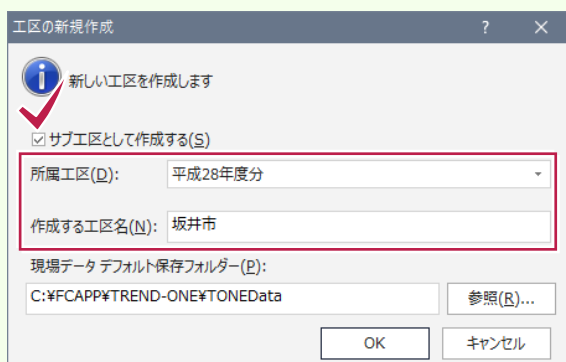 工区の新規作成 ? ×
新しい工区を作成します
サブ工区として作成する(S)
所属工区(D): 平成28年度分
作成する工区名(N): 坂井市
現場データ デフォルト保存フォルダー(P):
C:¥FCAPP¥TREND-ONE¥TONEData 参照(R)...
OK キャンセル